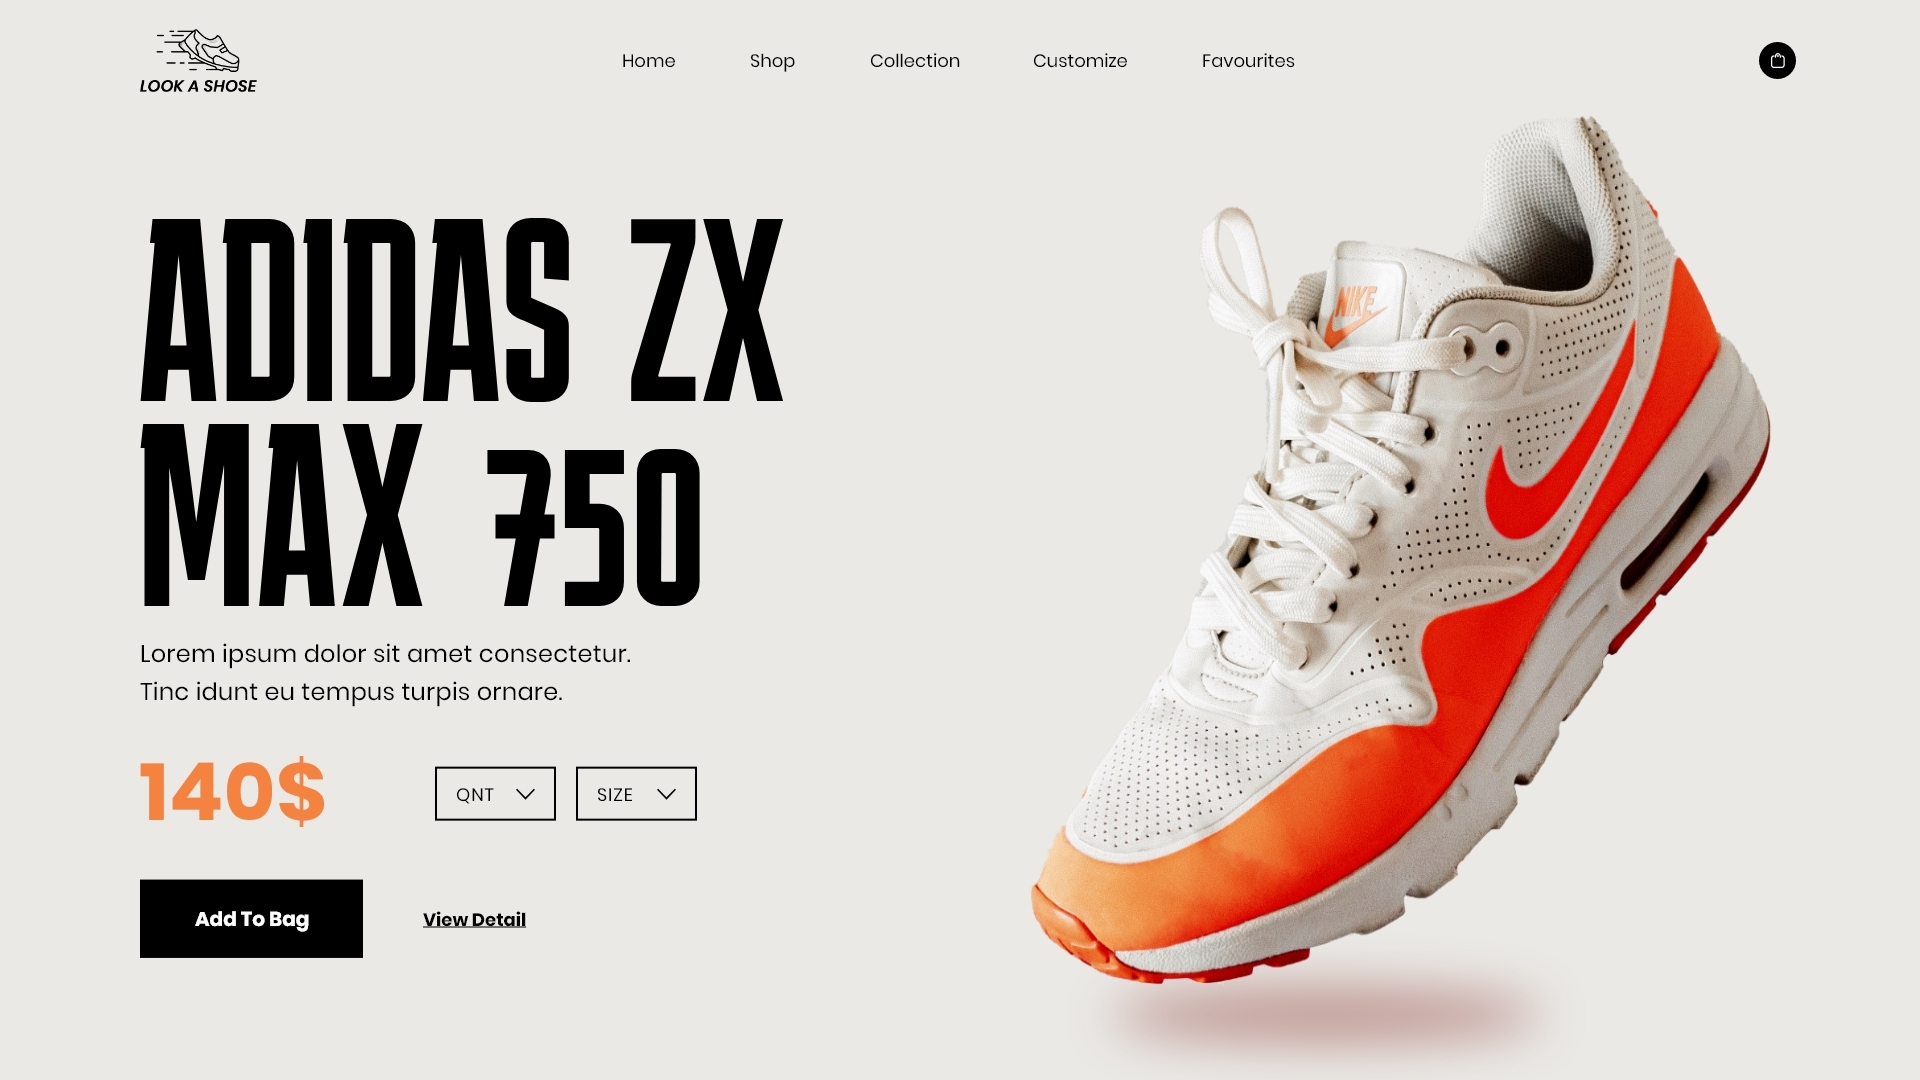 LOOK A SHOSE
Home Shop Collection Customize Favourites
ADIDAS ZX
MAX 750
NIKE
Lorem ipsum dolor sit amet consectetur.
Tinc idunt eu tempus turpis ornare.
140$ QNT SIZE
Add To Bag View Detail